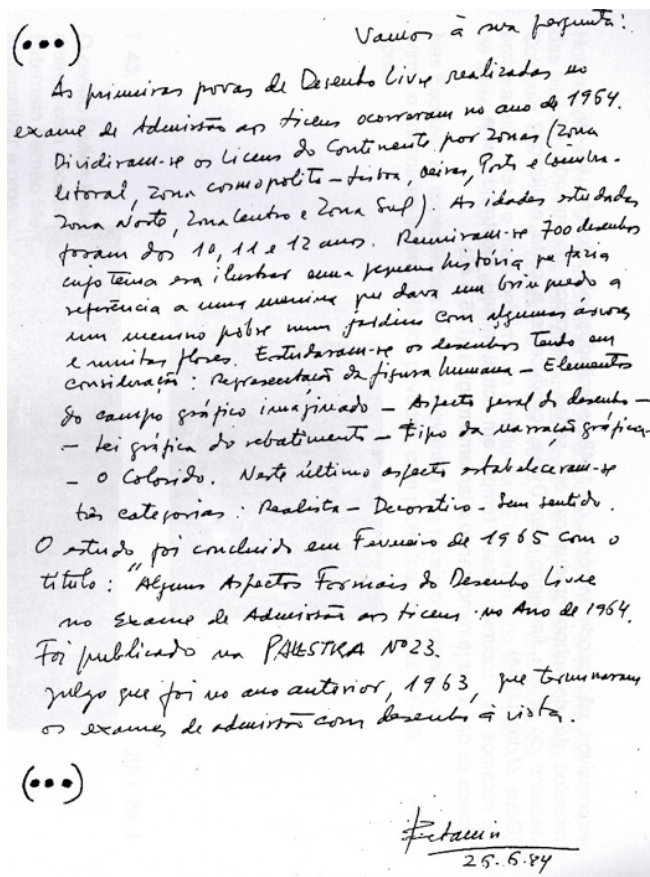 Vamos à sua pergunta:
(...)
As primeiras provas de Desenho Livre realizadas no
exame de Admissão aos Liceus ocorreram no ano de 1964.
Dividiram-se os Liceus do Continente por zonas (Zona
litoral, Zona cosmopolita - Lisboa, Oeiras, Porto e Coimbra -
Zona Norte, Zona Centro e Zona Sul). As idades estudadas
foram dos 10, 11 e 12 anos. Reuniram-se 700 desenhos
cujo tema era ilustrar uma pequena história que fazia
referência a uma menina que dava um brinquedo a
um menino pobre num jardim com algumas árvores
e muitas flores. Estudaram-se os desenhos tendo em
consideração: Representação da figura humana - Elementos
do campo gráfico imaginado - Aspecto geral do desenho -
- Lei gráfica do rebatimento - Tipo da narração gráfica -
- O Colorido. Neste último aspecto estabeleceram-se
três categorias: Realista - Decorativo - Sem sentido.
O estudo foi concluido em Fevereiro de 1965 com o
título: "Alguns Aspectos Formais do Desenho Livre
no Exame de Admissão aos Liceus no Ano de 1964.
Foi publicado na PALESTRA Nº 23.
Julgo que foi no ano anterior, 1963, que terminaram
os exames de admissão com desenho à vista.
(...)
25.6.84